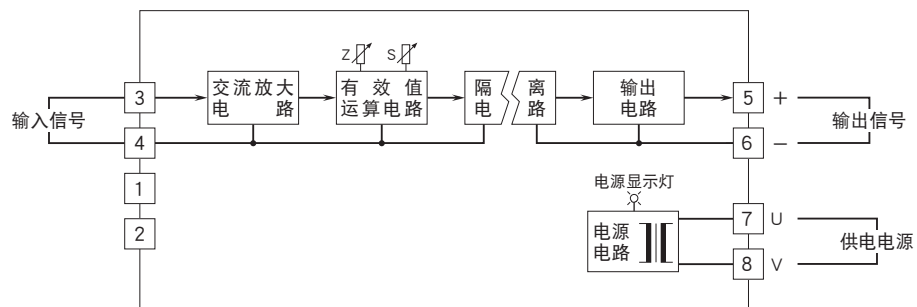 Z S
3 交流放大 有效值 隔 离 输出 5 +
电路 运算电路 电 路 电路
输入信号 输出信号
4 6 −
1
2
电源显示灯
7 U
电源
电路
供电电源
8 V